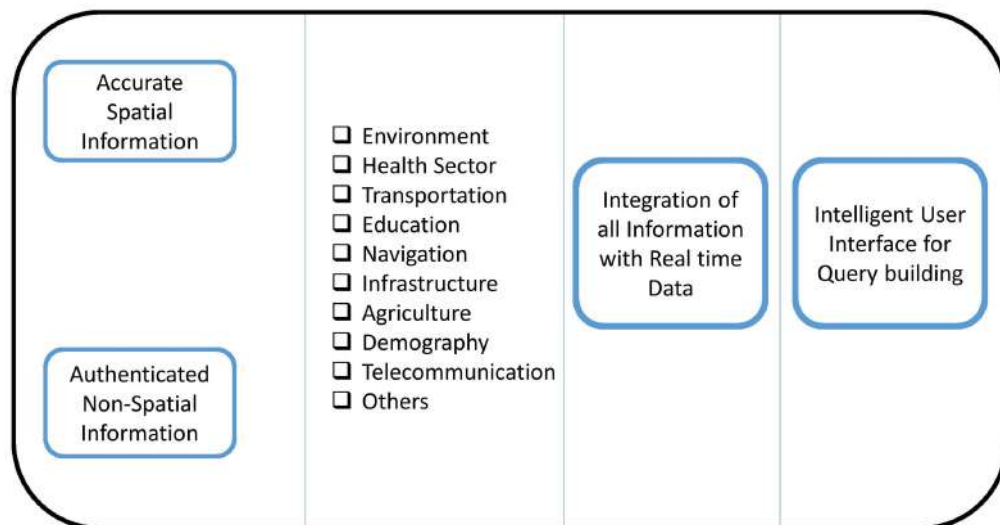 Accurate
Spatial
Information
Authenticated
Non-Spatial
Information
Environment
Health Sector
Transportation
Education
Navigation
Infrastructure
Agriculture
Demography
Telecommunication
Others
Integration of
all Information
with Real time
Data
Intelligent User
Interface for
Query building